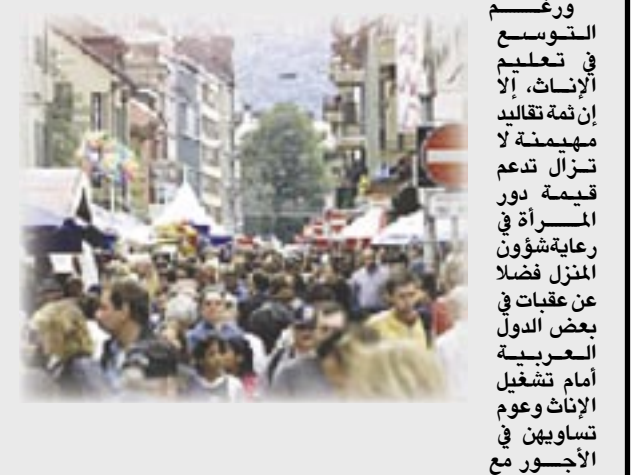 ورغم
التوسع
في تعليم
الإناث، إلا
إن ثمة تقاليد
مهيمنة لا
تزال تدعم
قيمة دور
المرأة في
رعايةشؤون
المنزل فضلا
عن عقبات في
بعض الدول
العربية
أمام تشغيل
الإناث وعوم
تساويهن في
الأجور مع